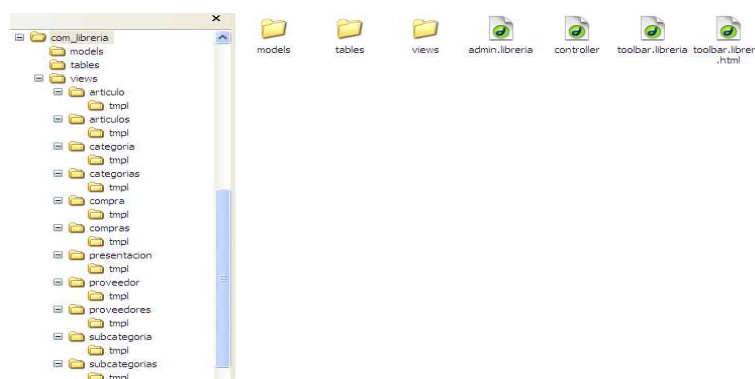 com_libreria
models
tables
views
articulo
tmpl
articulos
tmpl
categoria
tmpl
categorias
tmpl
compra
tmpl
compras
tmpl
presentacion
tmpl
proveedor
tmpl
proveedores
tmpl
subcategoria
tmpl
subcategorias
tmpl
models
tables
views
admin.libreria
controller
toolbar.libreria
toolbar.librer
.html